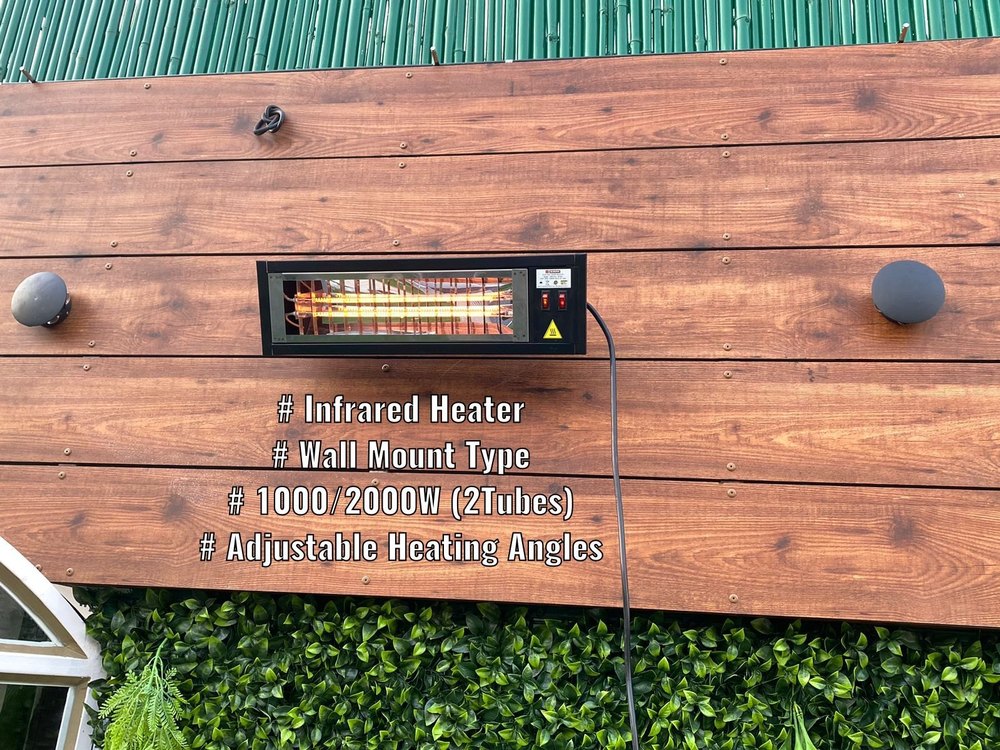 # Infrared Heater
# Wall Mount Type
# 1000/2000W (2Tubes)
# Adjustable Heating Angles